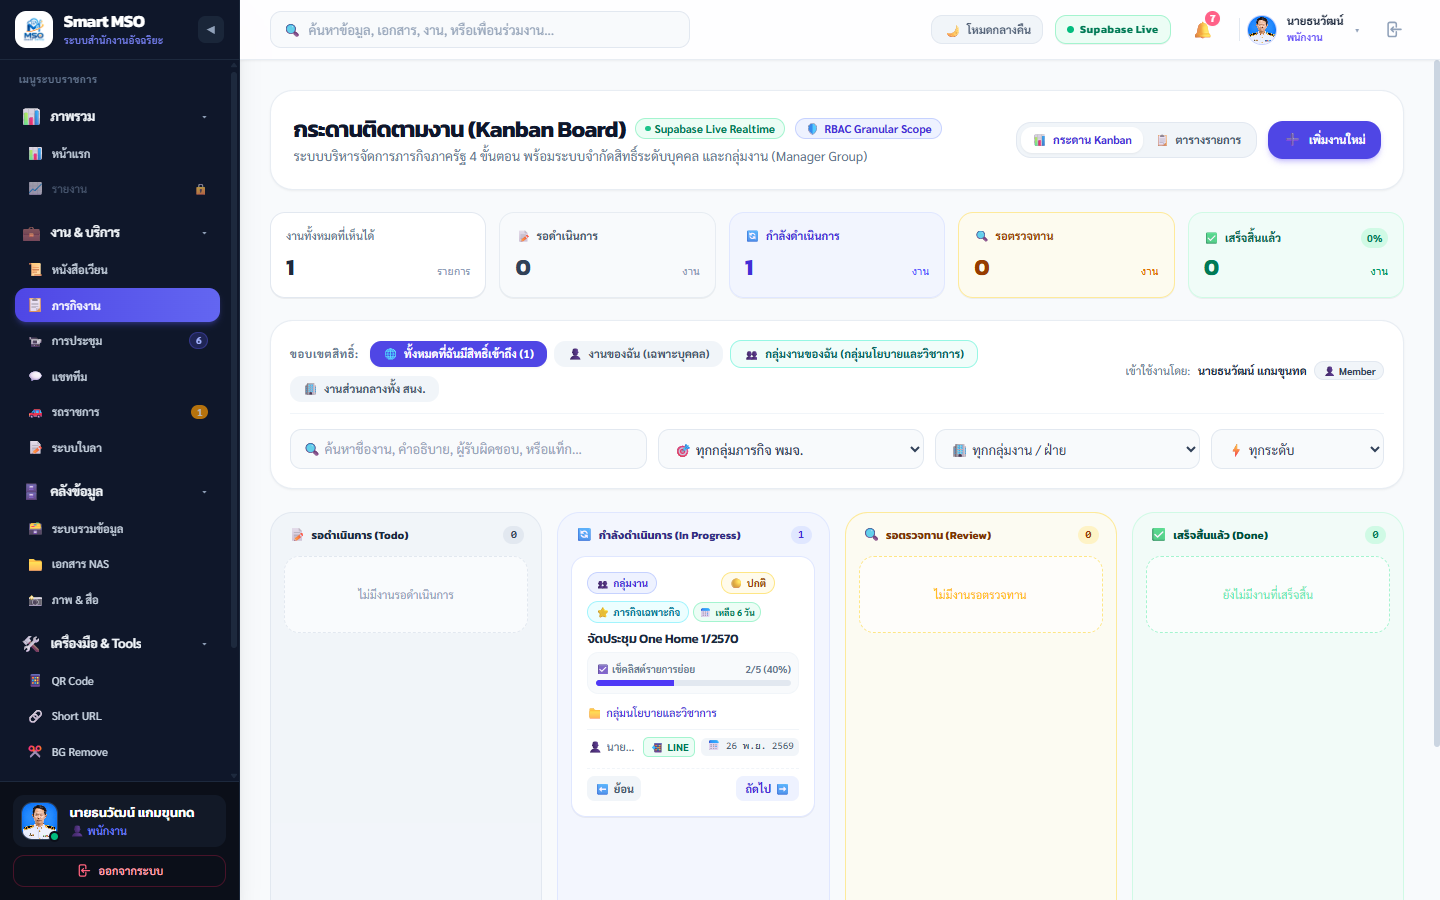 Smart MSO
ระบบสำนักงานอัจฉริยะ
เมนูระบบราชการ
ภาพรวม
หน้าแรก
รายงาน
งาน & บริการ
หนังสือเวียน
ภารกิจงาน
การประชุม 6
แชททีม
รถราชการ 1
ระบบใบลา
คลังข้อมูล
ระบบรวมข้อมูล
เอกสาร NAS
ภาพ & สื่อ
เครื่องมือ & Tools
QR Code
Short URL
BG Remove
นายธนวัฒน์ แกมขุนทด
พนักงาน
ออกจากระบบ
ค้นหาข้อมูล, เอกสาร, งาน, หรือเพื่อนร่วมงาน...
โหมดกลางคืน
Supabase Live
7
นายธนวัฒน์
พนักงาน
กระดานติดตามงาน (Kanban Board)
Supabase Live Realtime
RBAC Granular Scope
ระบบบริหารจัดการภารกิจภาครัฐ 4 ขั้นตอน พร้อมระบบจำกัดสิทธิ์ระดับบุคคล และกลุ่มงาน (Manager Group)
กระดาน Kanban
ตารางรายการ
เพิ่มงานใหม่
งานทั้งหมดที่เห็นได้
1 รายการ
รอดำเนินการ
0 งาน
กำลังดำเนินการ
1 งาน
รอตรวจทาน
0 งาน
เสร็จสิ้นแล้ว 0%
0 งาน
ขอบเขตสิทธิ์:
ทั้งหมดที่ฉันมีสิทธิ์เข้าถึง (1)
งานของฉัน (เฉพาะบุคคล)
กลุ่มงานของฉัน (กลุ่มนโยบายและวิชาการ)
งานส่วนกลางทั้ง สนง.
เข้าใช้งานโดย: นายธนวัฒน์ แกมขุนทด Member
ค้นหาชื่องาน, คำอธิบาย, ผู้รับผิดชอบ, หรือแท็ก...
ทุกกลุ่มภารกิจ พมจ.
ทุกกลุ่มงาน / ฝ่าย
ทุกระดับ
รอดำเนินการ (Todo) 0
ไม่มีงานรอดำเนินการ
กำลังดำเนินการ (In Progress) 1
กลุ่มงาน
ปกติ
ภารกิจเฉพาะกิจ
เหลือ 6 วัน
จัดประชุม One Home 1/2570
เช็คลิสต์รายการย่อย 2/5 (40%)
กลุ่มนโยบายและวิชาการ
นาย... LINE 26 พ.ย. 2569
ย้อน
ถัดไป
รอตรวจทาน (Review) 0
ไม่มีงานรอตรวจทาน
เสร็จสิ้นแล้ว (Done) 0
ยังไม่มีงานที่เสร็จสิ้น